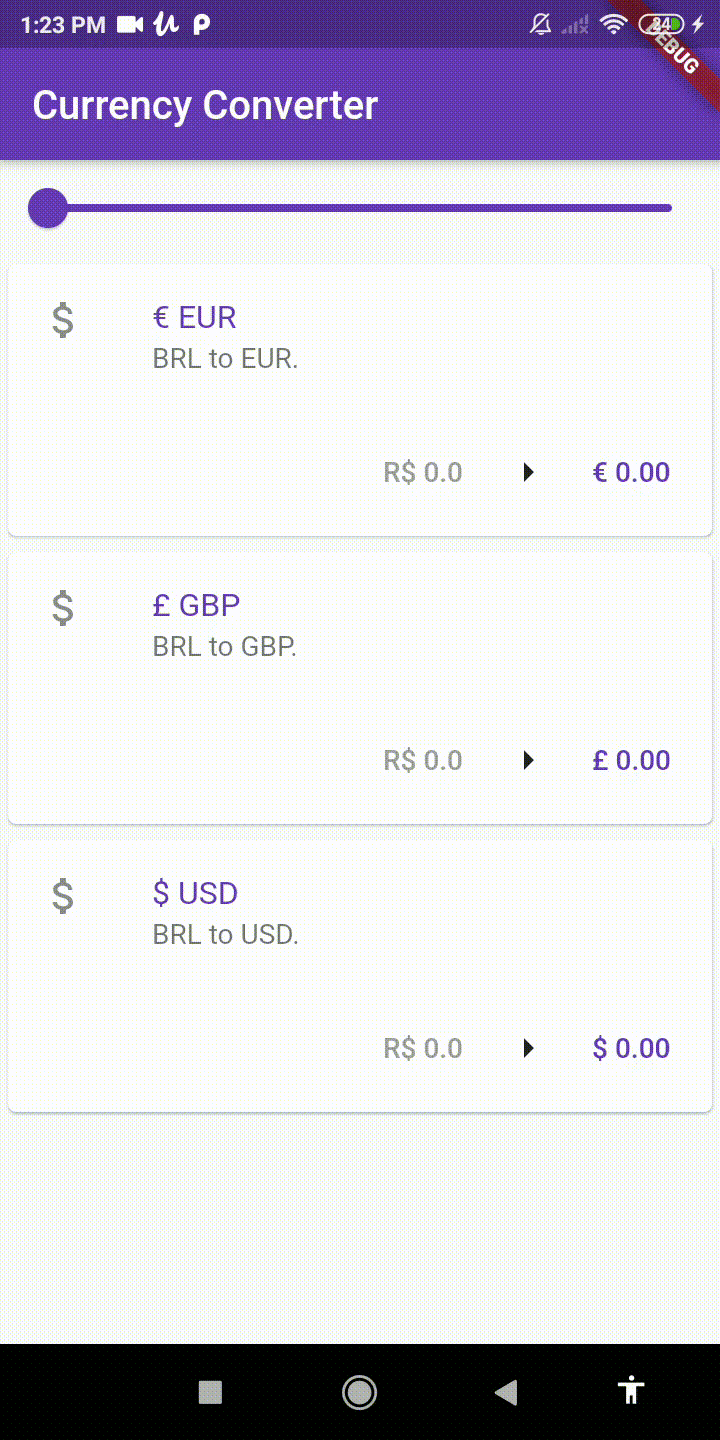 1:23 PM
24
DEBUG
Currency Converter
$
€ EUR
BRL to EUR.
R$ 0.0
€ 0.00
$
£ GBP
BRL to GBP.
R$ 0.0
£ 0.00
$
$ USD
BRL to USD.
R$ 0.0
$ 0.00